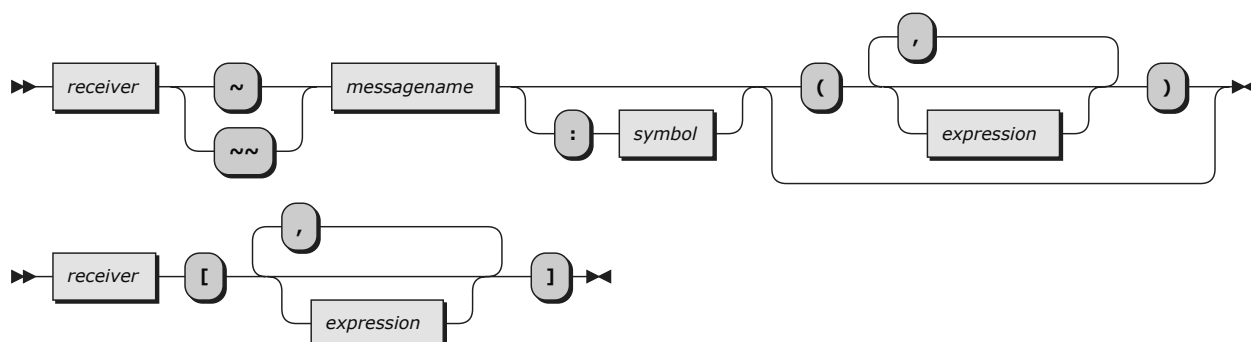 ,
receiver ~ messagename ( )
: symbol expression
~~
,
receiver [ ]
expression